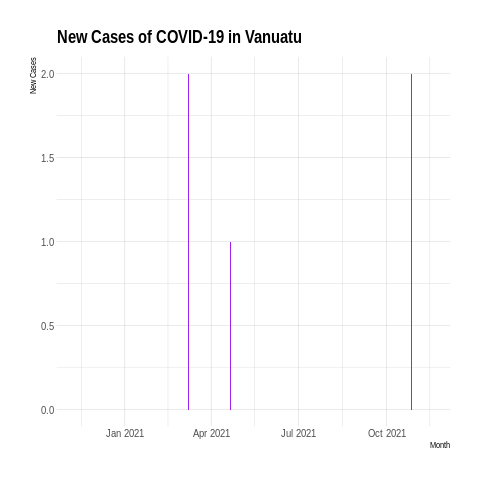 New Cases of COVID-19 in Vanuatu
New Cases
2.0
1.5
1.0
0.5
0.0
Jan 2021 Apr 2021 Jul 2021 Oct 2021
Month